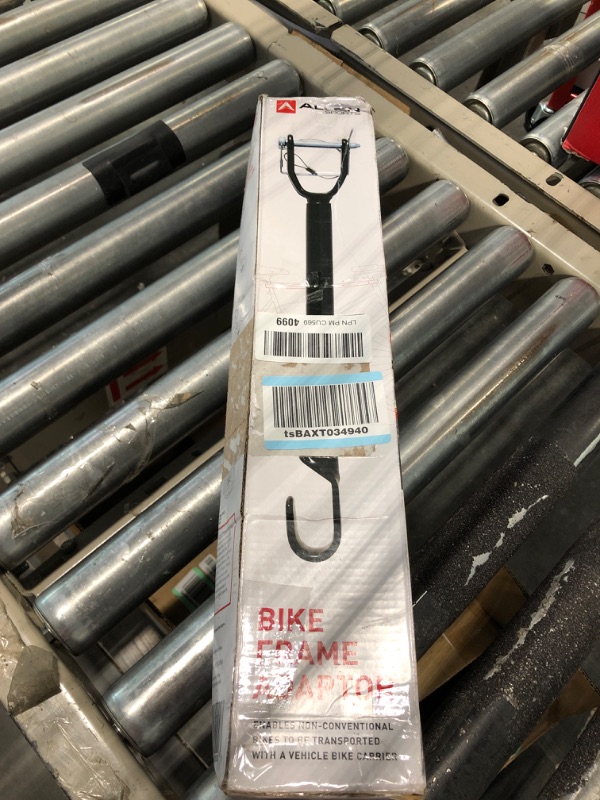 ALLEN
SPORTS
LPN PM CU569 4099
tsBAXT034940
BIKE
FRAME
ADAPTOR
ENABLES NON-CONVENTIONAL
BIKES TO BE TRANSPORTED
WITH A VEHICLE BIKE CARRIER